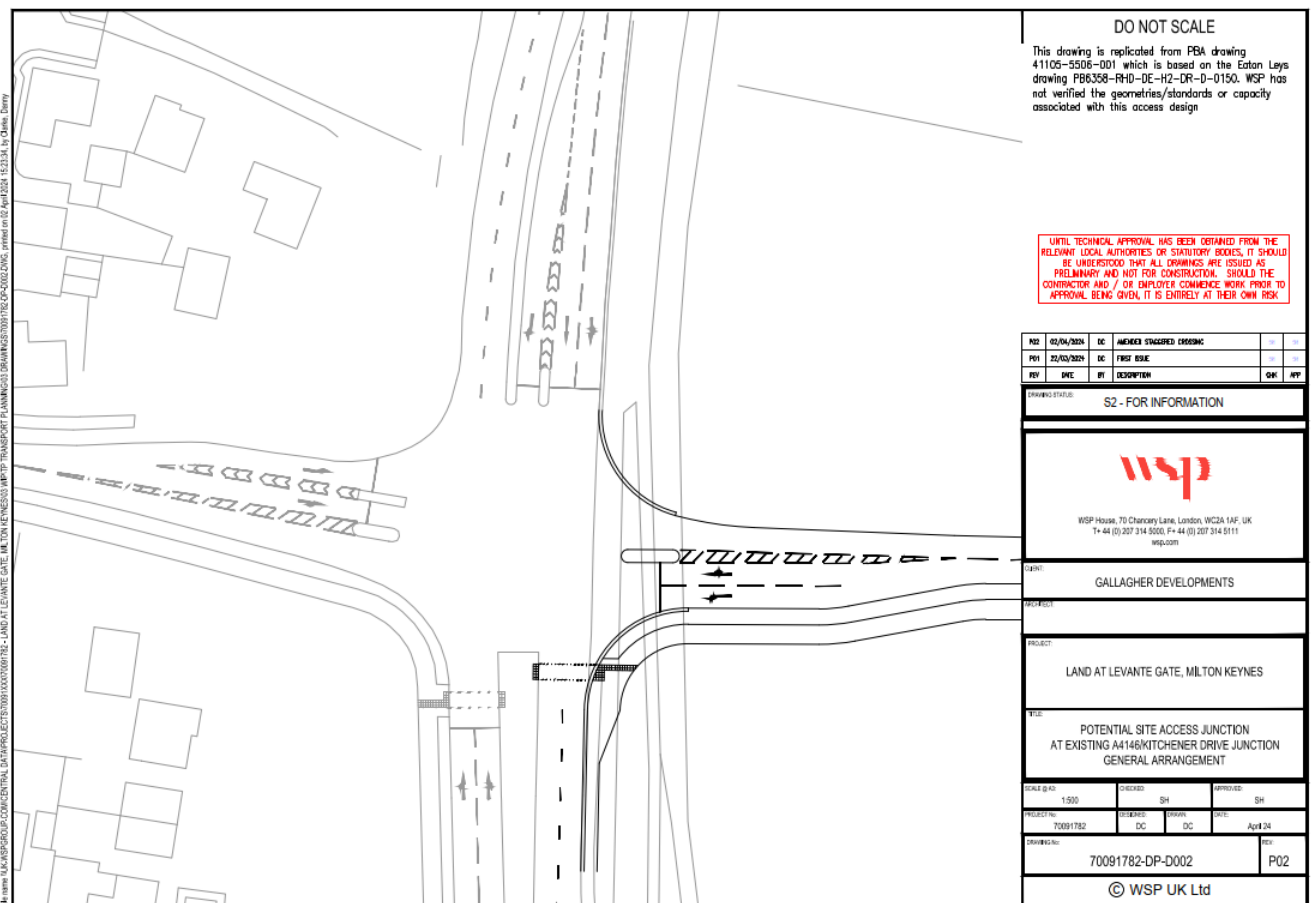 DO NOT SCALE
This drawing is replicated from PBA drawing
41105-5506-001 which is based on the Eaton Leys
drawing PB6358-RHD-DE-H2-DR-D-0150. WSP has
not verified the geometries/standards or capacity
associated with this access design
UNTIL TECHNICAL APPROVAL HAS BEEN OBTAINED FROM THE
RELEVANT LOCAL AUTHORITIES OR STATUTORY BODIES, IT SHOULD
BE UNDERSTOOD THAT ALL DRAWINGS ARE ISSUED AS
PRELIMINARY AND NOT FOR CONSTRUCTION. SHOULD THE
CONTRACTOR AND / OR EMPLOYER COMMENCE WORK PRIOR TO
APPROVAL BEING GIVEN, IT IS ENTIRELY AT THEIR OWN RISK
P02 02/04/2024 DC AMENDED STAGGERED CROSSING SH SH
P01 22/03/2024 DC FIRST ISSUE SH SH
REV DATE BY DESCRIPTION CHK APP
DRAWING STATUS:
S2 - FOR INFORMATION
wsp
WSP House, 70 Chancery Lane, London, WC2A 1AF, UK
T+ 44 (0) 207 314 5000, F+ 44 (0) 207 314 5111
wsp.com
CLIENT:
GALLAGHER DEVELOPMENTS
ARCHITECT:
PROJECT:
LAND AT LEVANTE GATE, MILTON KEYNES
TITLE:
POTENTIAL SITE ACCESS JUNCTION
AT EXISTING A4146/KITCHENER DRIVE JUNCTION
GENERAL ARRANGEMENT
SCALE @ A3: CHECKED: APPROVED:
1:500 SH SH
PROJECT No: DESIGNED: DRAWN: DATE:
70091782 DC DC April 24
DRAWING No: REV:
70091782-DP-D002 P02
© WSP UK Ltd